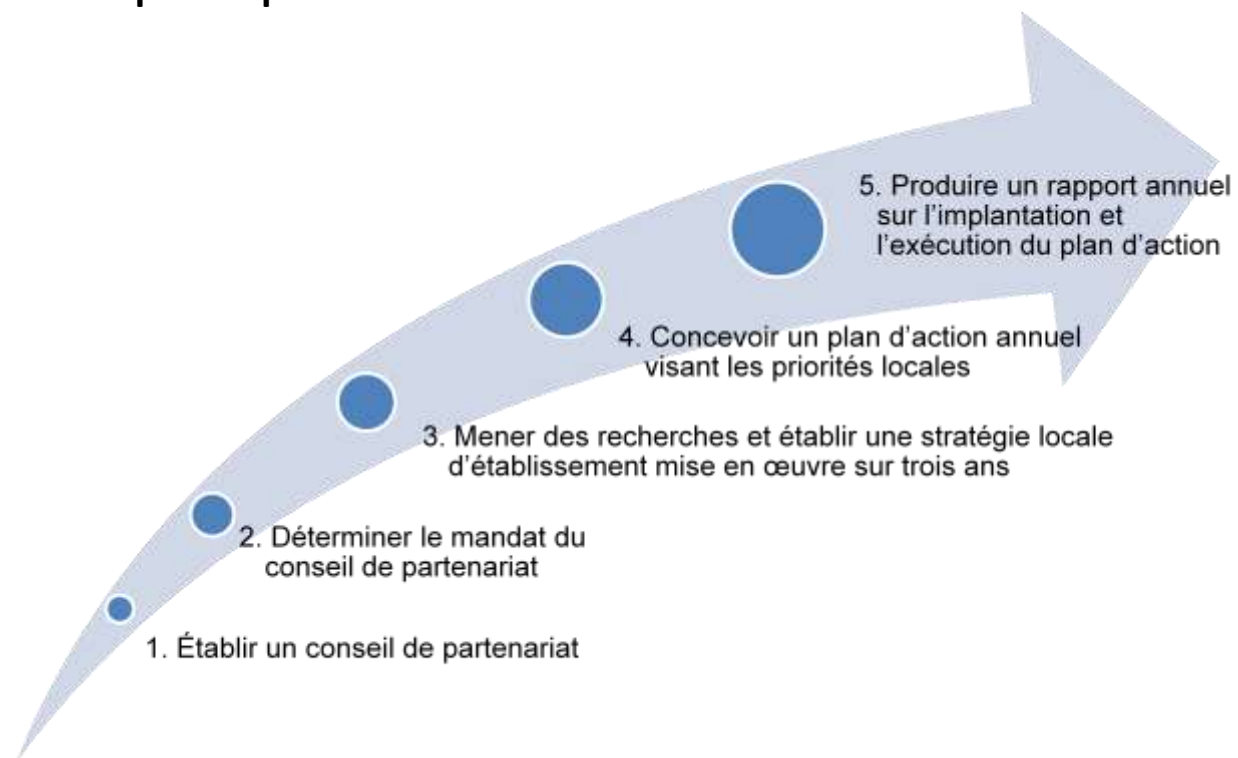 1. Établir un conseil de partenariat
2. Déterminer le mandat du
conseil de partenariat
3. Mener des recherches et établir une stratégie locale
d’établissement mise en œuvre sur trois ans
4. Concevoir un plan d’action annuel
visant les priorités locales
5. Produire un rapport annuel
sur l’implantation et
l’exécution du plan d’action